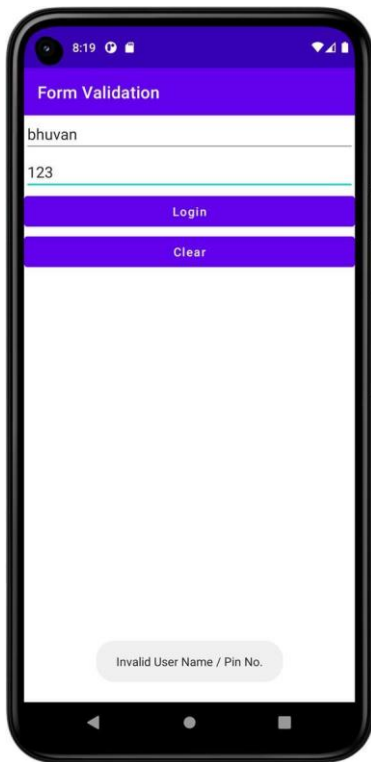 8:19
Form Validation
bhuvan
123
Login
Clear
Invalid User Name / Pin No.